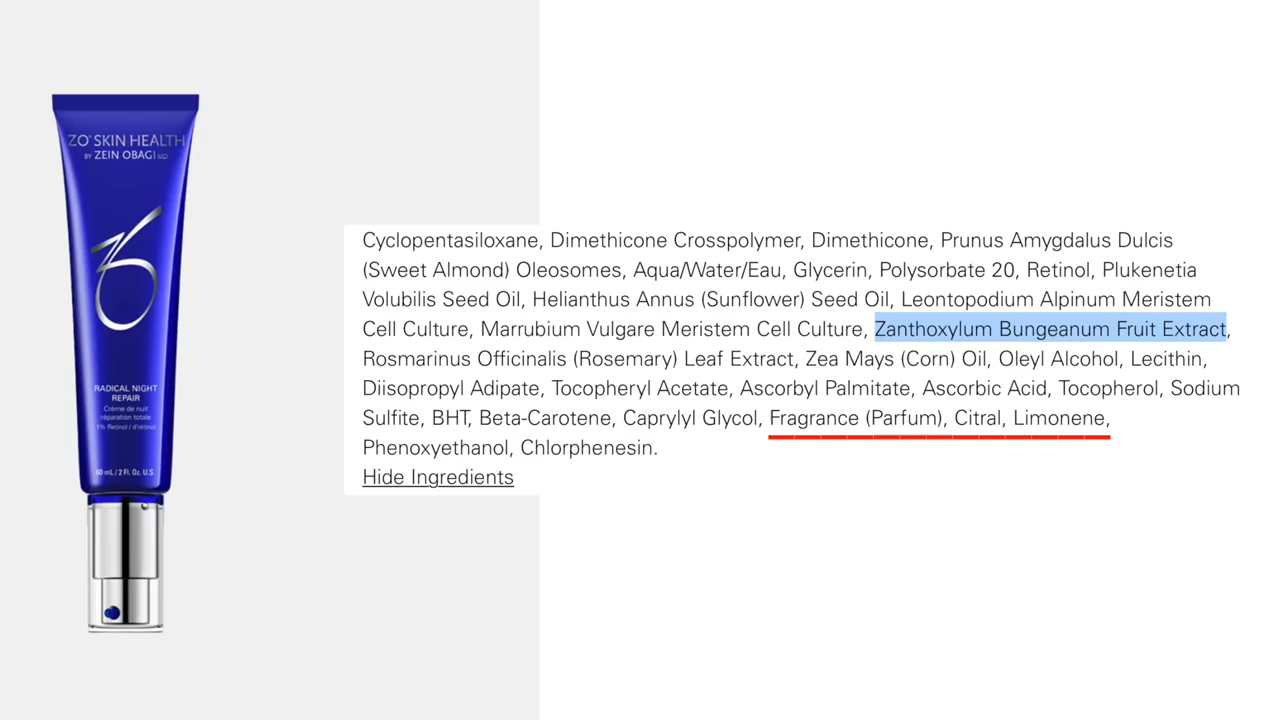 ZO® SKIN HEALTH
BY ZEIN OBAGI MD
RADICAL NIGHT
REPAIR
Crème de nuit
réparation totale
1% Retinol / d'rétinol
60 mL / 2 Fl. Oz. U.S.
Cyclopentasiloxane, Dimethicone Crosspolymer, Dimethicone, Prunus Amygdalus Dulcis
(Sweet Almond) Oleosomes, Aqua/Water/Eau, Glycerin, Polysorbate 20, Retinol, Plukenetia
Volubilis Seed Oil, Helianthus Annus (Sunflower) Seed Oil, Leontopodium Alpinum Meristem
Cell Culture, Marrubium Vulgare Meristem Cell Culture, Zanthoxylum Bungeanum Fruit Extract,
Rosmarinus Officinalis (Rosemary) Leaf Extract, Zea Mays (Corn) Oil, Oleyl Alcohol, Lecithin,
Diisopropyl Adipate, Tocopheryl Acetate, Ascorbyl Palmitate, Ascorbic Acid, Tocopherol, Sodium
Sulfite, BHT, Beta-Carotene, Caprylyl Glycol, Fragrance (Parfum), Citral, Limonene,
Phenoxyethanol, Chlorphenesin.
Hide Ingredients